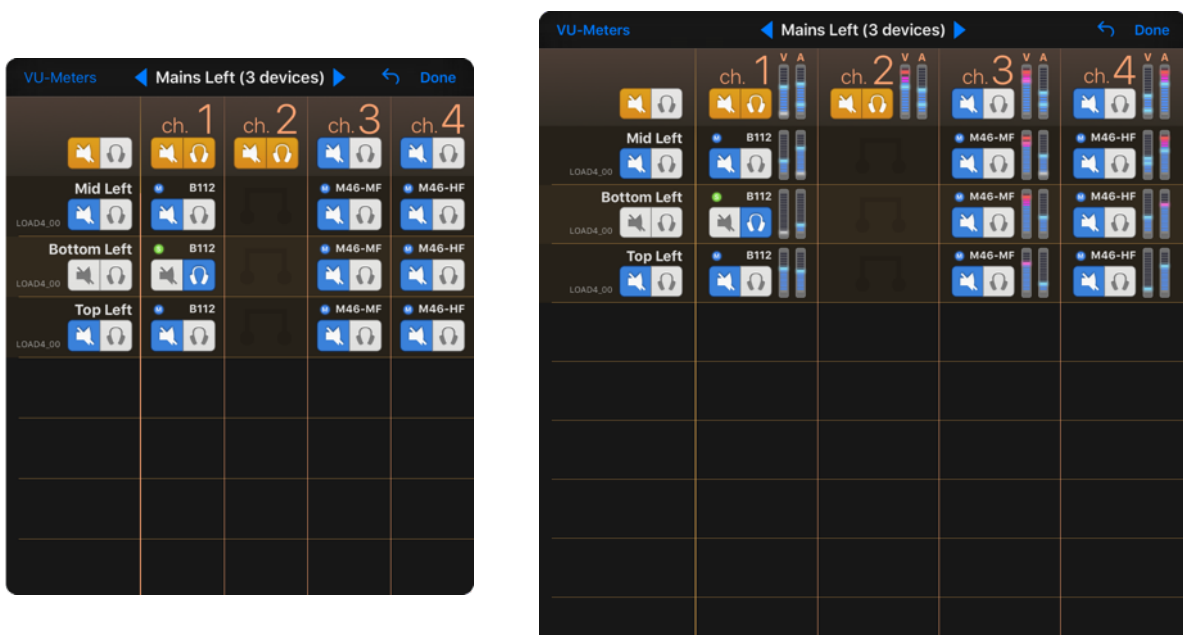 VU-Meters Mains Left (3 devices) Done
ch. 1 ch. 2 ch. 3 ch. 4
Mid Left M B112 M M46-MF M M46-HF
LOAD4_00
Bottom Left S B112 M M46-MF M M46-HF
LOAD4_00
Top Left M B112 M M46-MF M M46-HF
LOAD4_00
VU-Meters Mains Left (3 devices) Done
ch. 1 V A ch. 2 V A ch. 3 V A ch. 4 V A
Mid Left M B112 M M46-MF M M46-HF
LOAD4_00
Bottom Left S B112 M M46-MF M M46-HF
LOAD4_00
Top Left M B112 M M46-MF M M46-HF
LOAD4_00